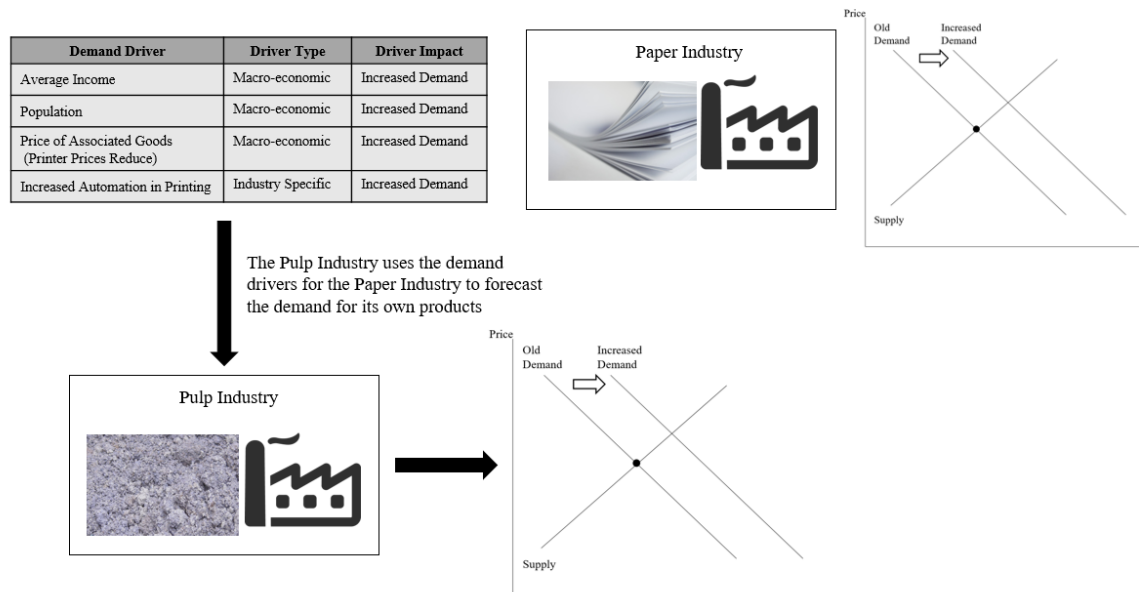 Demand Driver Driver Type Driver Impact
Average Income Macro-economic Increased Demand
Population Macro-economic Increased Demand
Price of Associated Goods Macro-economic Increased Demand
(Printer Prices Reduce)
Increased Automation in Printing Industry Specific Increased Demand
Paper Industry
Price
Old
Demand
Increased
Demand
Supply
The Pulp Industry uses the demand
drivers for the Paper Industry to forecast
the demand for its own products
Pulp Industry
Price
Old
Demand
Increased
Demand
Supply